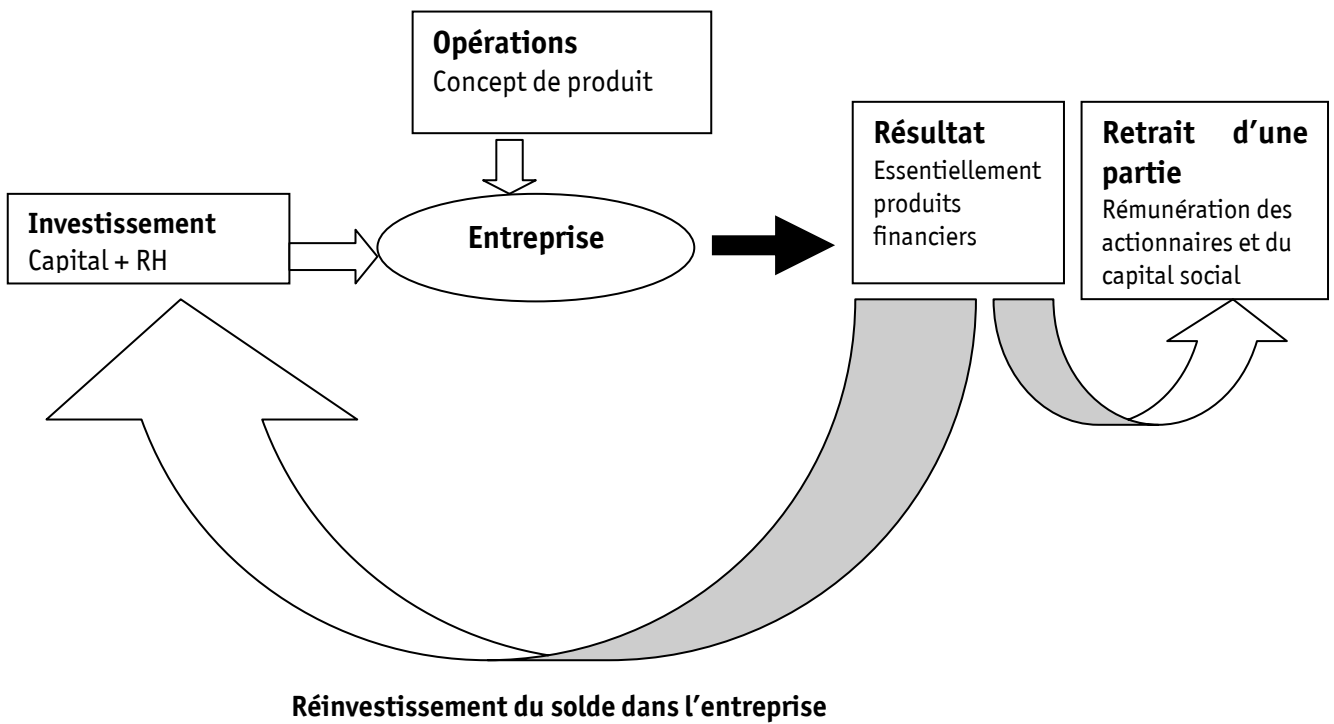 Opérations
Concept de produit
Investissement
Capital + RH
Entreprise
Résultat
Essentiellement
produits
financiers
Retrait d’une
partie
Rémunération des
actionnaires et du
capital social
Réinvestissement du solde dans l’entreprise